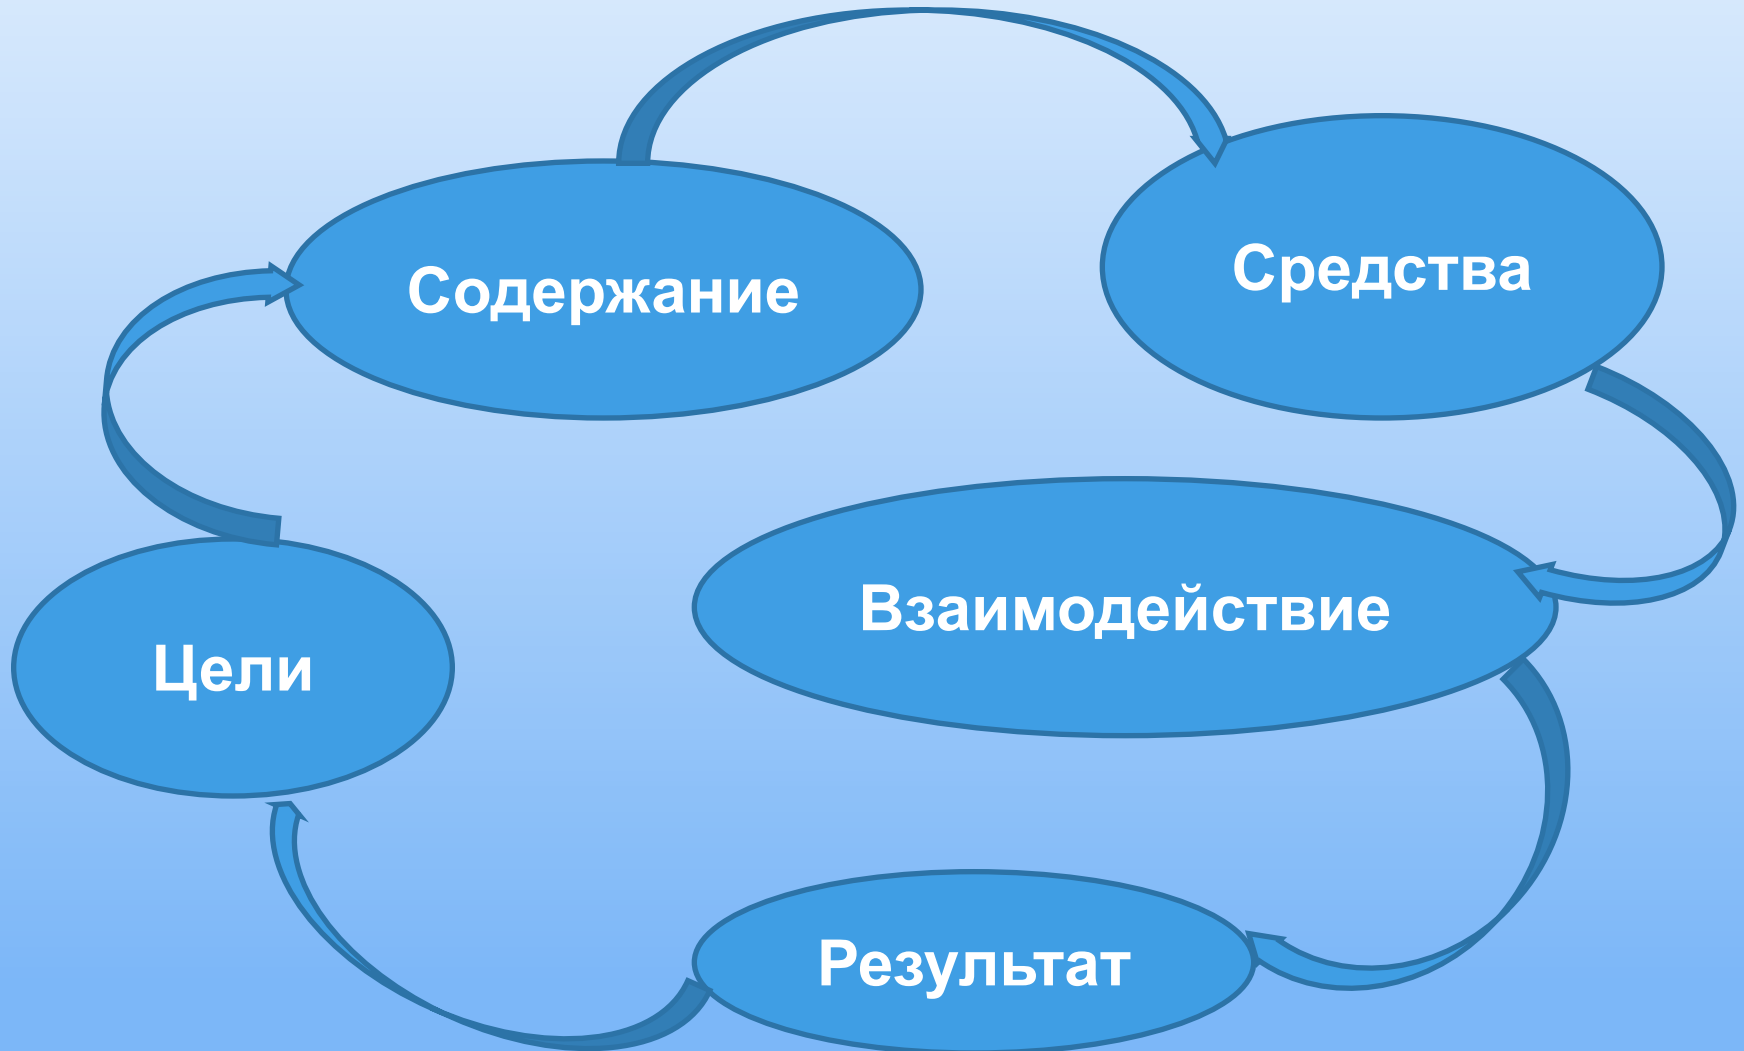 Содержание
Средства
Взаимодействие
Цели
Результат